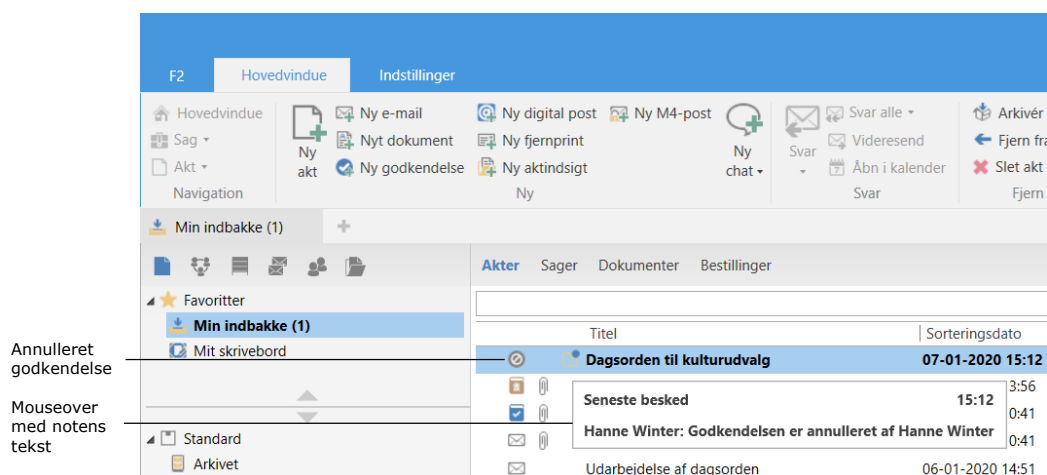 F2 Hovedvindue Indstillinger
Hovedvindue Ny e-mail Ny digital post Ny M4-post Svar alle Arkivér
Sag Nyt dokument Ny fjernprint Videresend Fjern fra
Akt Ny akt Ny godkendelse Ny aktindsigt Ny chat Svar Åbn i kalender Slet akt
Navigation Ny Svar Fjern
Min indbakke (1) +
Akter Sager Dokumenter Bestillinger
Favoritter
Min indbakke (1)
Titel Sorteringsdato
Mit skrivebord
Annulleret
godkendelse
Dagsorden til kulturudvalg 07-01-2020 15:12
3:56
Seneste besked 15:12
0:41
Mouseover
med notens
tekst
Hanne Winter: Godkendelsen er annulleret af Hanne Winter
0:41
Standard
Arkivet
Udarbejdelse af dagsorden 06-01-2020 14:51